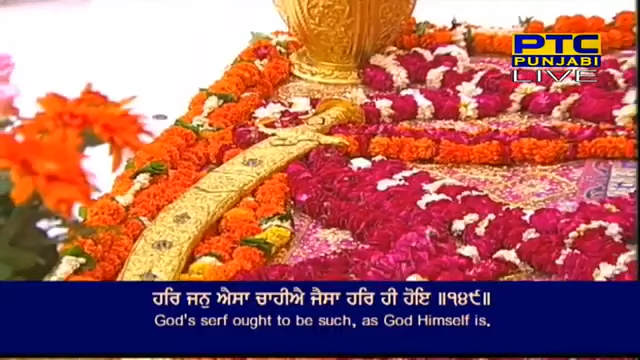 PTC
PUNJABI
LIVE
ਹਰਿ ਜਨੁ ਐਸਾ ਚਾਹੀਐ ਜੈਸਾ ਹਰਿ ਹੀ ਹੋਇ ॥੧੪੯॥
God's serf ought to be such, as God Himself is.